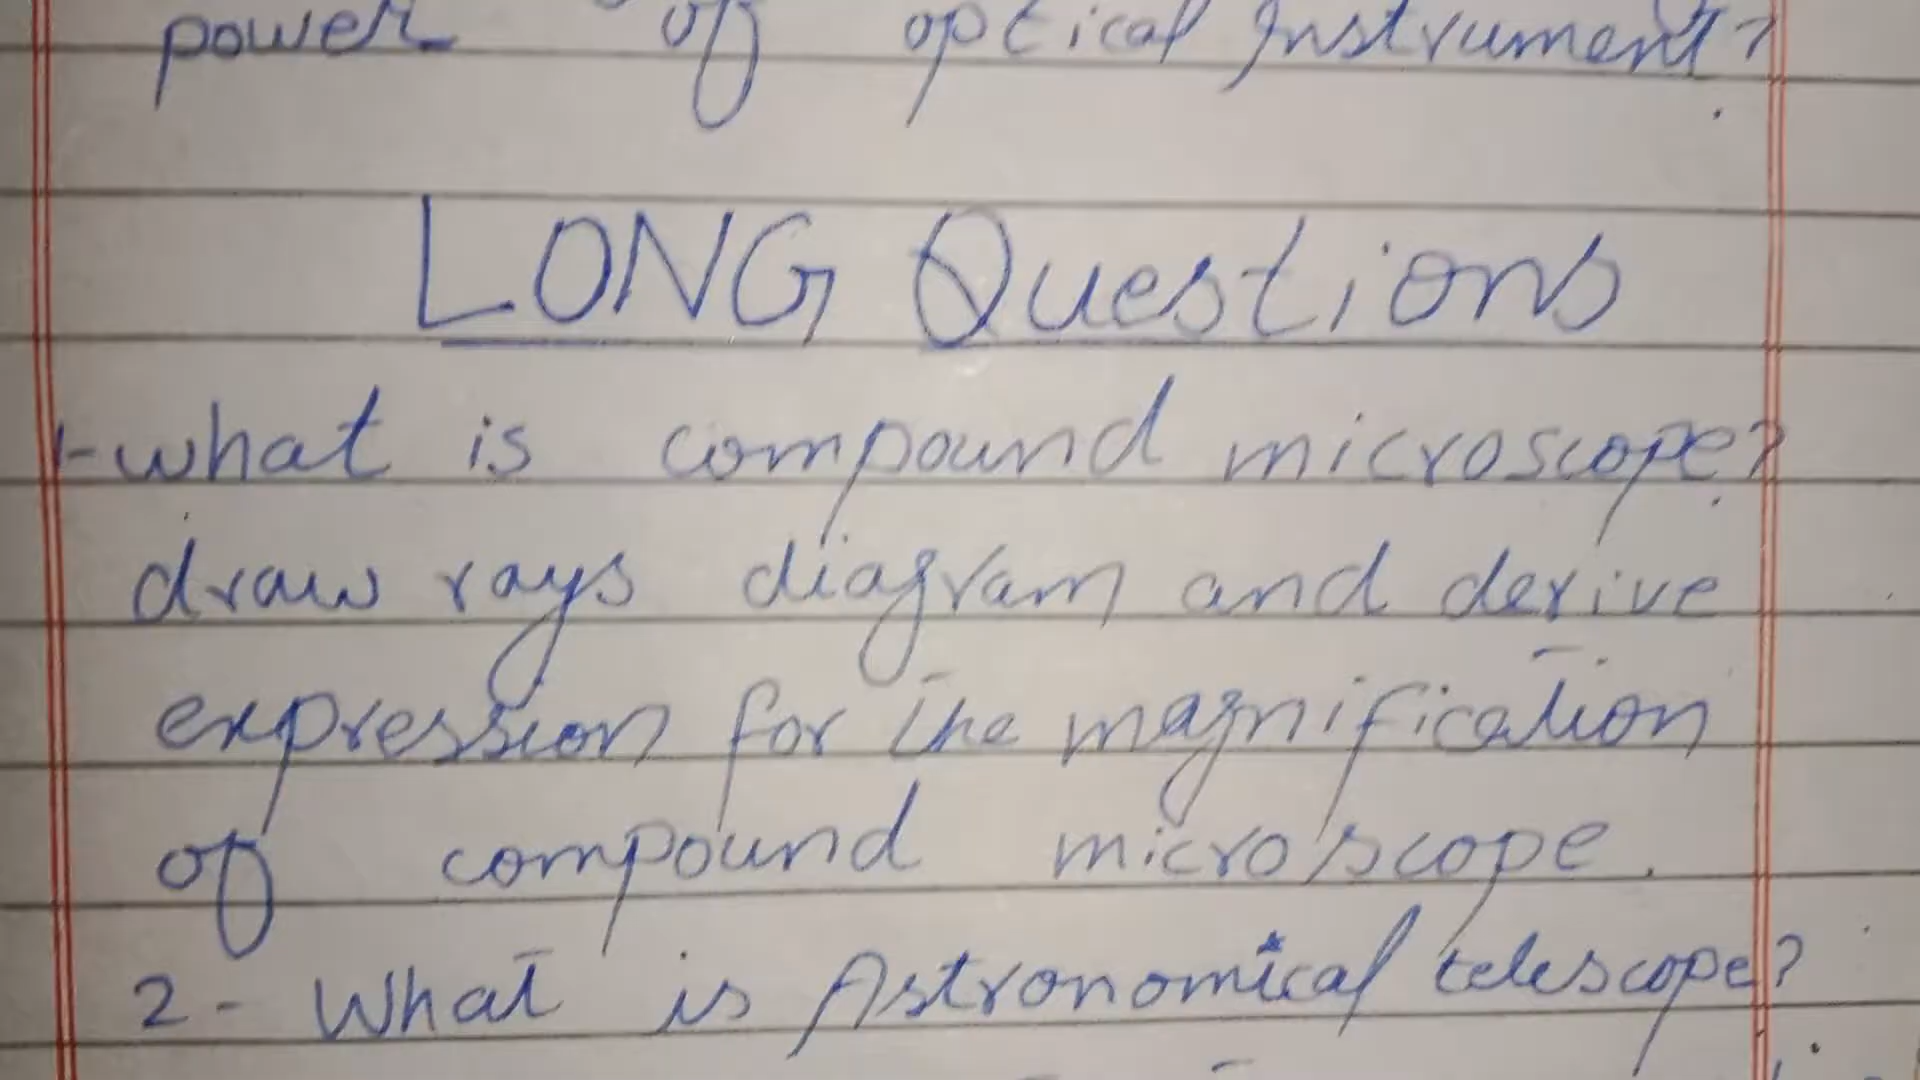 power of optical Instrument?
LONG Questions
1-what is compound microscope?
draw rays diagram and derive
expression for the magnification
of compound microscope.
2- What is Astronomical telescope?